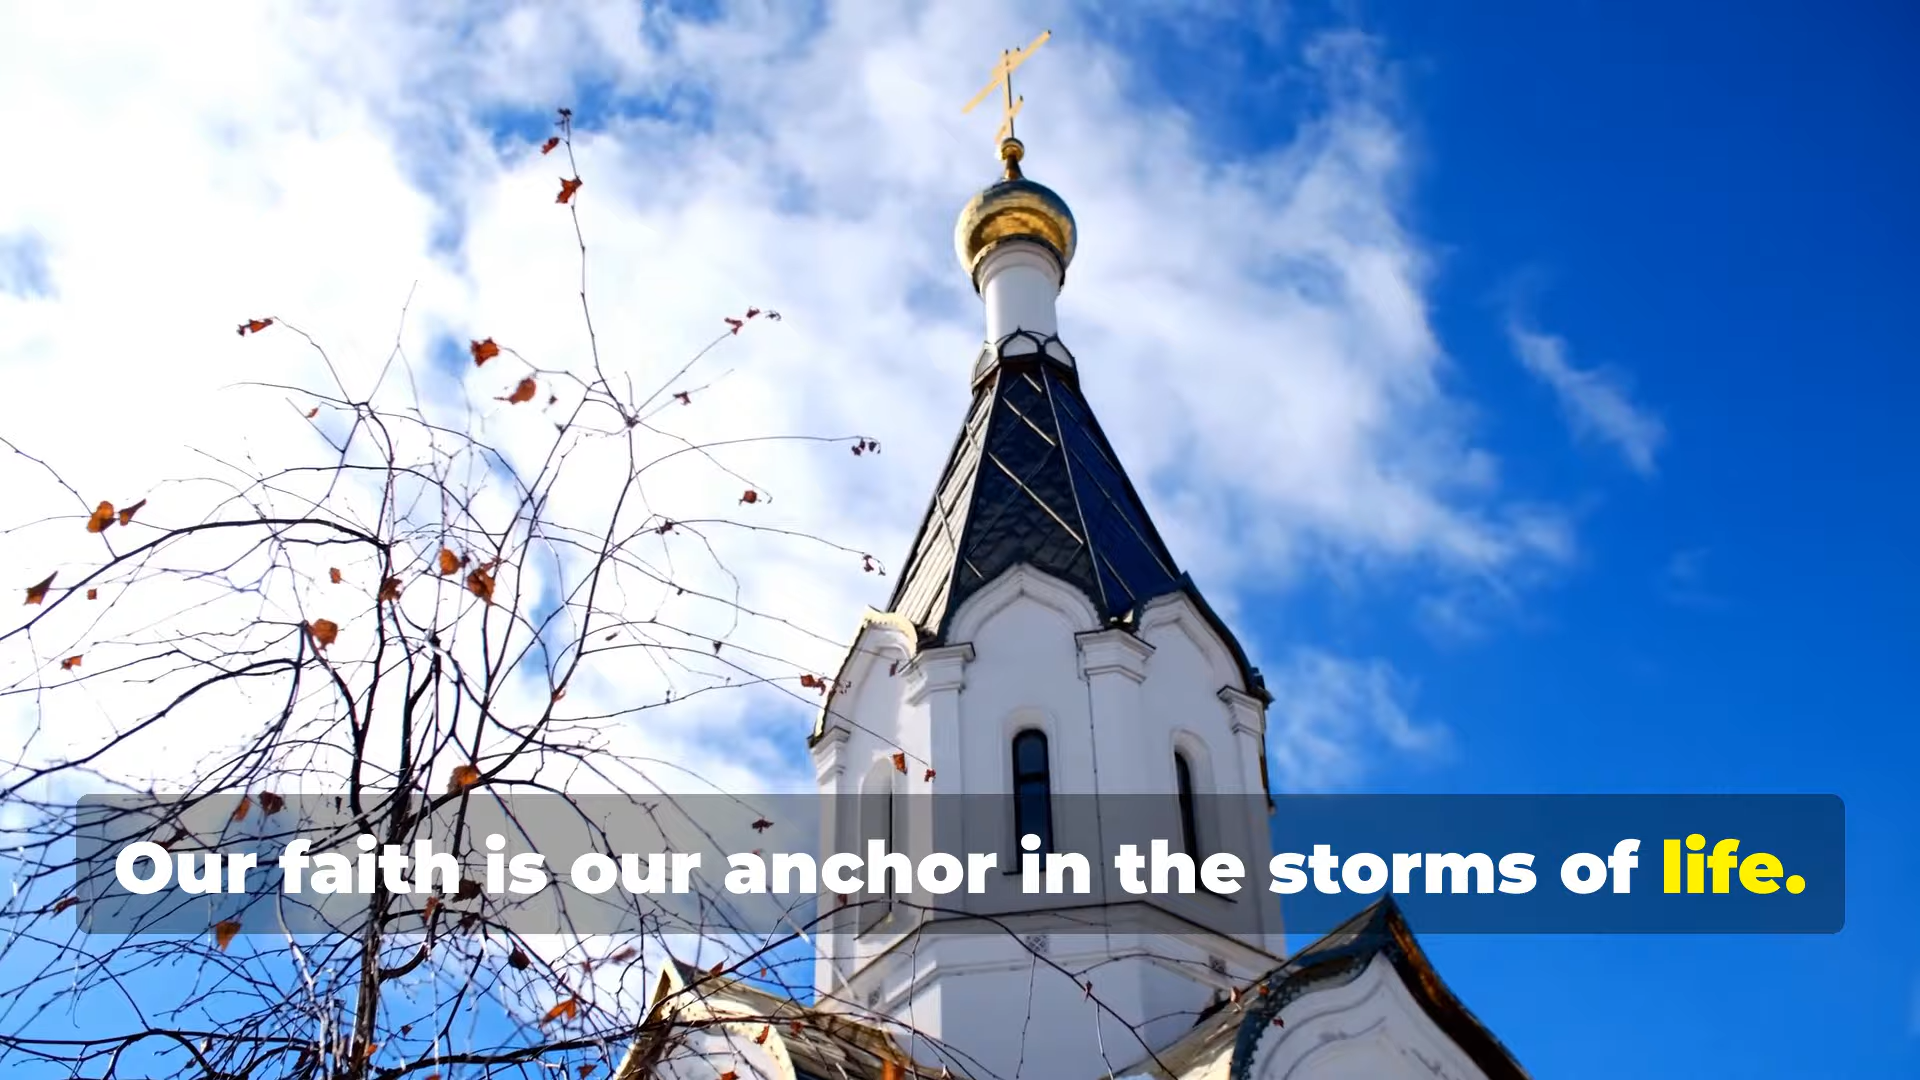 Our faith is our anchor in the storms of life.